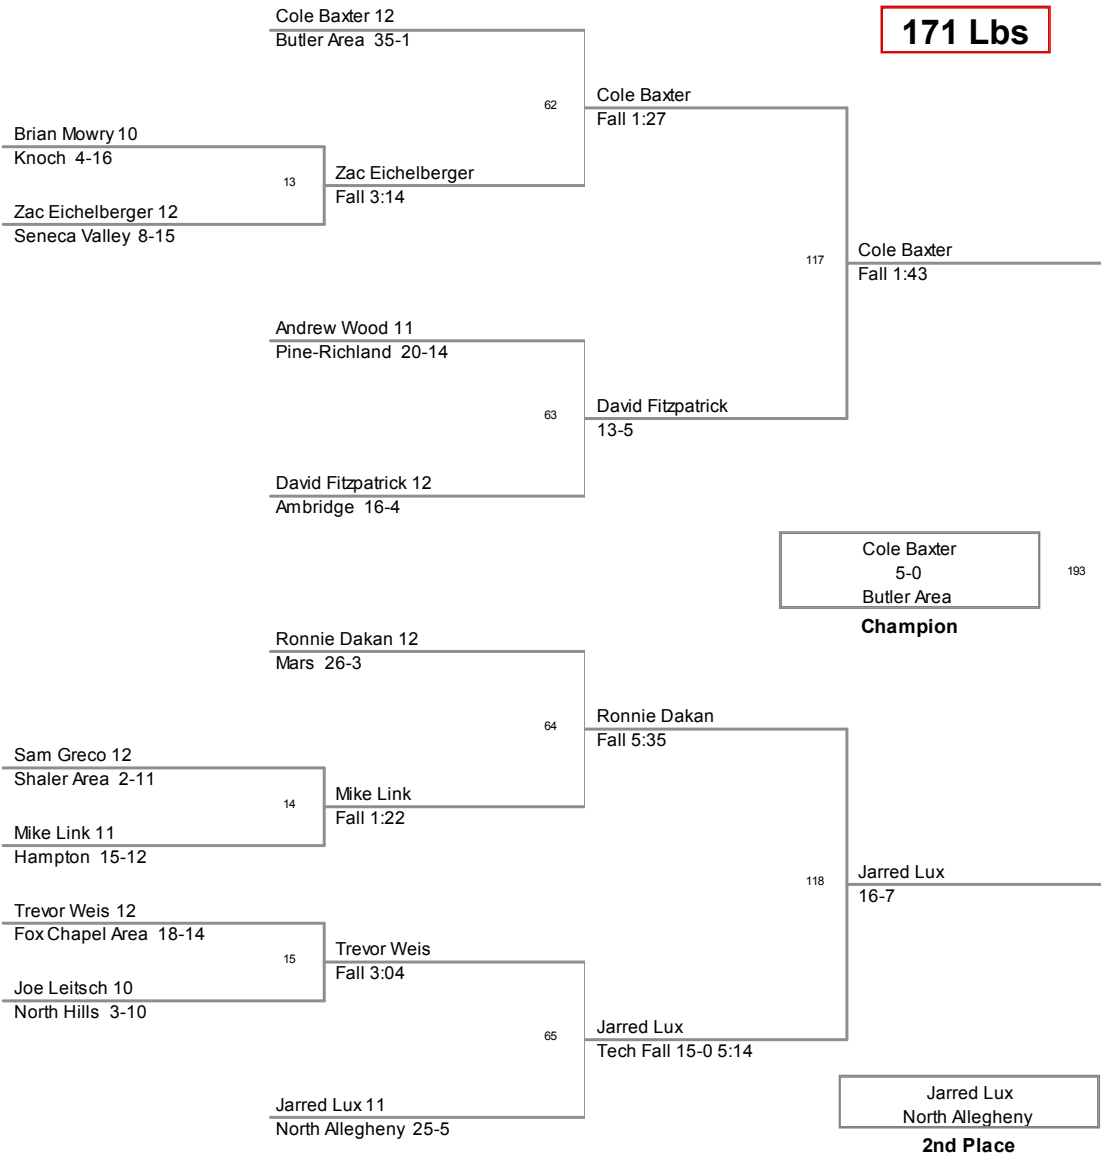 Cole Baxter 12
Butler Area 35-1
171 Lbs
62
Cole Baxter
Fall 1:27
Brian Mowry 10
Knoch 4-16
13
Zac Eichelberger
Fall 3:14
Zac Eichelberger 12
Seneca Valley 8-15
117
Cole Baxter
Fall 1:43
Andrew Wood 11
Pine-Richland 20-14
63
David Fitzpatrick
13-5
David Fitzpatrick 12
Ambridge 16-4
Cole Baxter
5-0
Butler Area
193
Champion
Ronnie Dakan 12
Mars 26-3
64
Ronnie Dakan
Fall 5:35
Sam Greco 12
Shaler Area 2-11
14
Mike Link
Fall 1:22
Mike Link 11
Hampton 15-12
118
Jarred Lux
16-7
Trevor Weis 12
Fox Chapel Area 18-14
15
Trevor Weis
Fall 3:04
Joe Leitsch 10
North Hills 3-10
65
Jarred Lux
Tech Fall 15-0 5:14
Jarred Lux 11
North Allegheny 25-5
Jarred Lux
North Allegheny
2nd Place